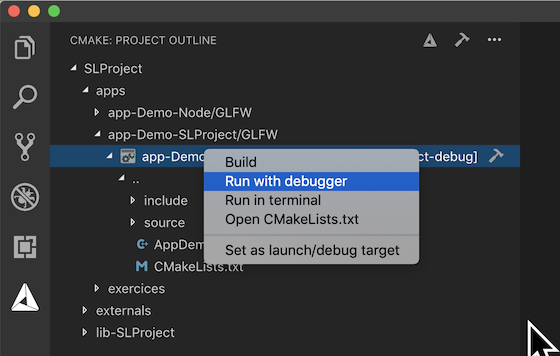 CMAKE: PROJECT OUTLINE
SLProject
apps
app-Demo-Node/GLFW
app-Demo-SLProject/GLFW
app-Demo ct-debug]
Build
Run with debugger
Run in terminal
Open CMakeLists.txt
Set as launch/debug target
..
include
source
AppDem
CMakeLists.txt
exercices
externals
lib-SLProject